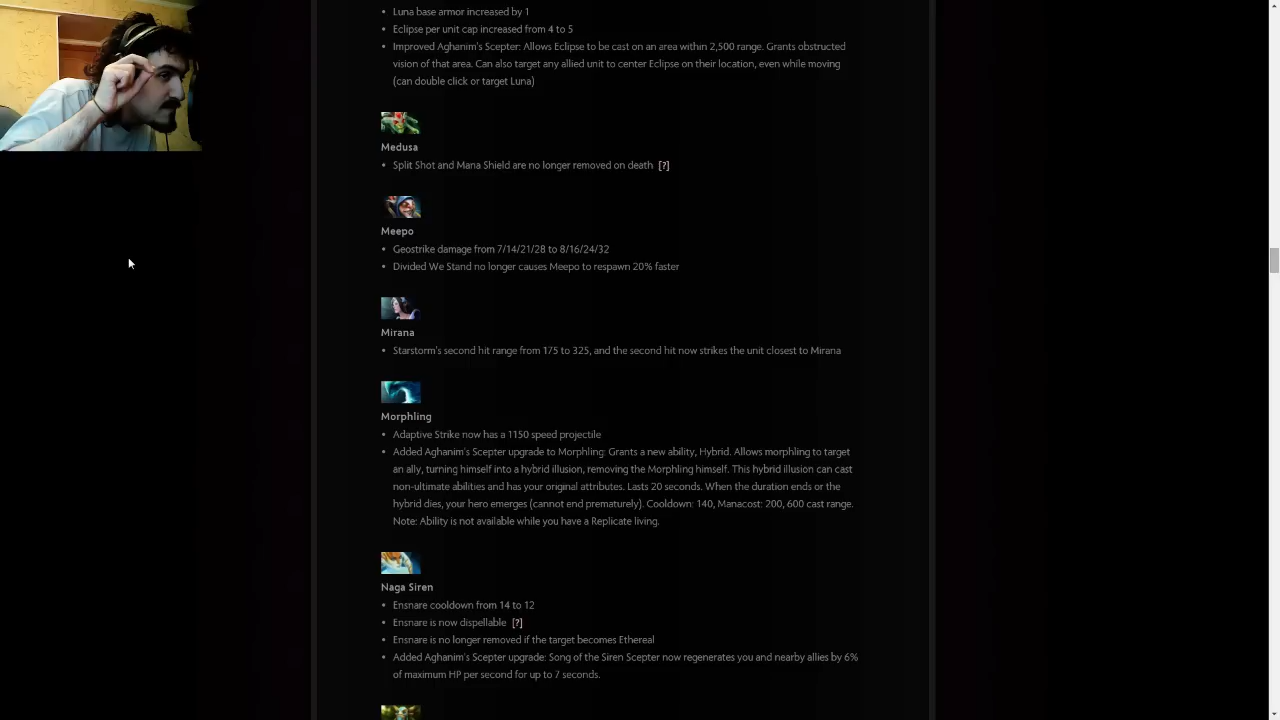 Luna base armor increased by 1
Eclipse per unit cap increased from 4 to 5
Improved Aghanim's Scepter: Allows Eclipse to be cast on an area within 2,500 range. Grants obstructed
vision of that area. Can also target any allied unit to center Eclipse on their location, even while moving
(can double click or target Luna)
Medusa
Split Shot and Mana Shield are no longer removed on death [?]
Meepo
Geostrike damage from 7/14/21/28 to 8/16/24/32
Divided We Stand no longer causes Meepo to respawn 20% faster
Mirana
Starstorm's second hit range from 175 to 325, and the second hit now strikes the unit closest to Mirana
Morphling
Adaptive Strike now has a 1150 speed projectile
Added Aghanim's Scepter upgrade to Morphling: Grants a new ability, Hybrid. Allows morphling to target
an ally, turning himself into a hybrid illusion, removing the Morphling himself. This hybrid illusion can cast
non-ultimate abilities and has your original attributes. Lasts 20 seconds. When the duration ends or the
hybrid dies, your hero emerges (cannot end prematurely). Cooldown: 140, Manacost: 200, 600 cast range.
Note: Ability is not available while you have a Replicate living.
Naga Siren
Ensnare cooldown from 14 to 12
Ensnare is now dispellable [?]
Ensnare is no longer removed if the target becomes Ethereal
Added Aghanim's Scepter upgrade: Song of the Siren Scepter now regenerates you and nearby allies by 6%
of maximum HP per second for up to 7 seconds.